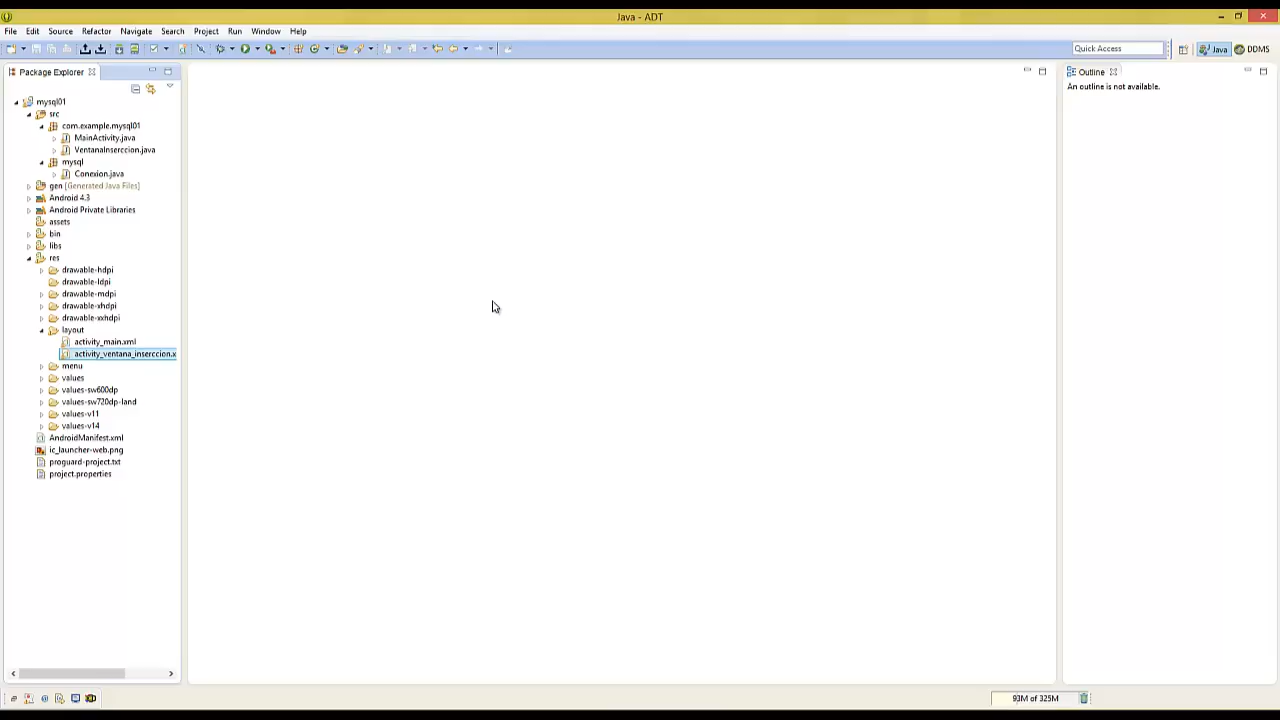 Java - ADT
File Edit Source Refactor Navigate Search Project Run Window Help
Quick Access Java DDMS
Package Explorer
Outline
An outline is not available.
mysql01
src
com.example.mysql01
MainActivity.java
VentanaInserccion.java
mysql
Conexion.java
gen [Generated Java Files]
Android 4.3
Android Private Libraries
assets
bin
libs
res
drawable-hdpi
drawable-ldpi
drawable-mdpi
drawable-xhdpi
drawable-xxhdpi
layout
activity_main.xml
activity_ventana_inserccion.x
menu
values
values-sw600dp
values-sw720dp-land
values-v11
values-v14
AndroidManifest.xml
ic_launcher-web.png
proguard-project.txt
project.properties
93M of 325M